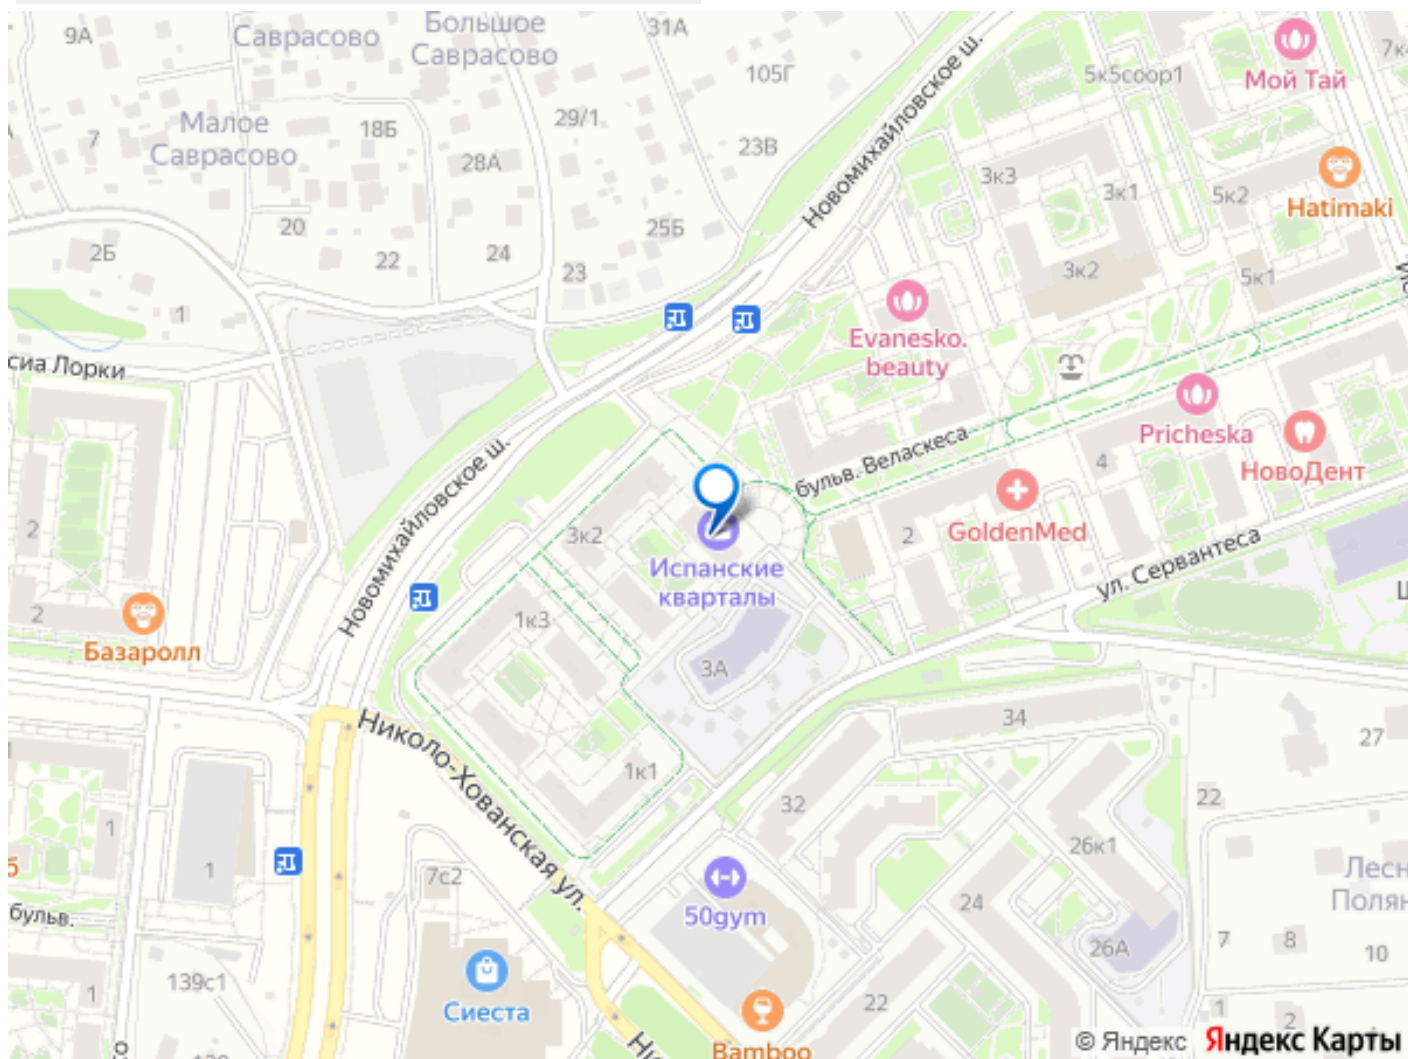 9А
Саврасово
Большое
Саврасово
31А
105Г
5к5соор1
Мой Тай
7к4
7
Малое
Саврасово
18Б
28А
29/1
23В
Новомихайловское ш.
3к3
3к1
5к2
Hatimaki
2Б
20
22
24
25Б
23
3к2
5к1
1
Evanesko.
beauty
сиа Лорки
Pricheska
НовоДент
бульв. Веласкеса
4
2
GoldenMed
2
Новомихайловское ш.
3к2
Испанские
кварталы
ул. Сервантеса
2
Базаролл
1к3
3А
34
27
Николо-Хованская ул.
1к1
32
22
1
1
7с2
26к1
Лесн
Полян
бульв.
50gym
24
26А
7
8
10
139с1
Сиеста
1
22
1
2
Bamboo
© Яндекс
Яндекс Карты